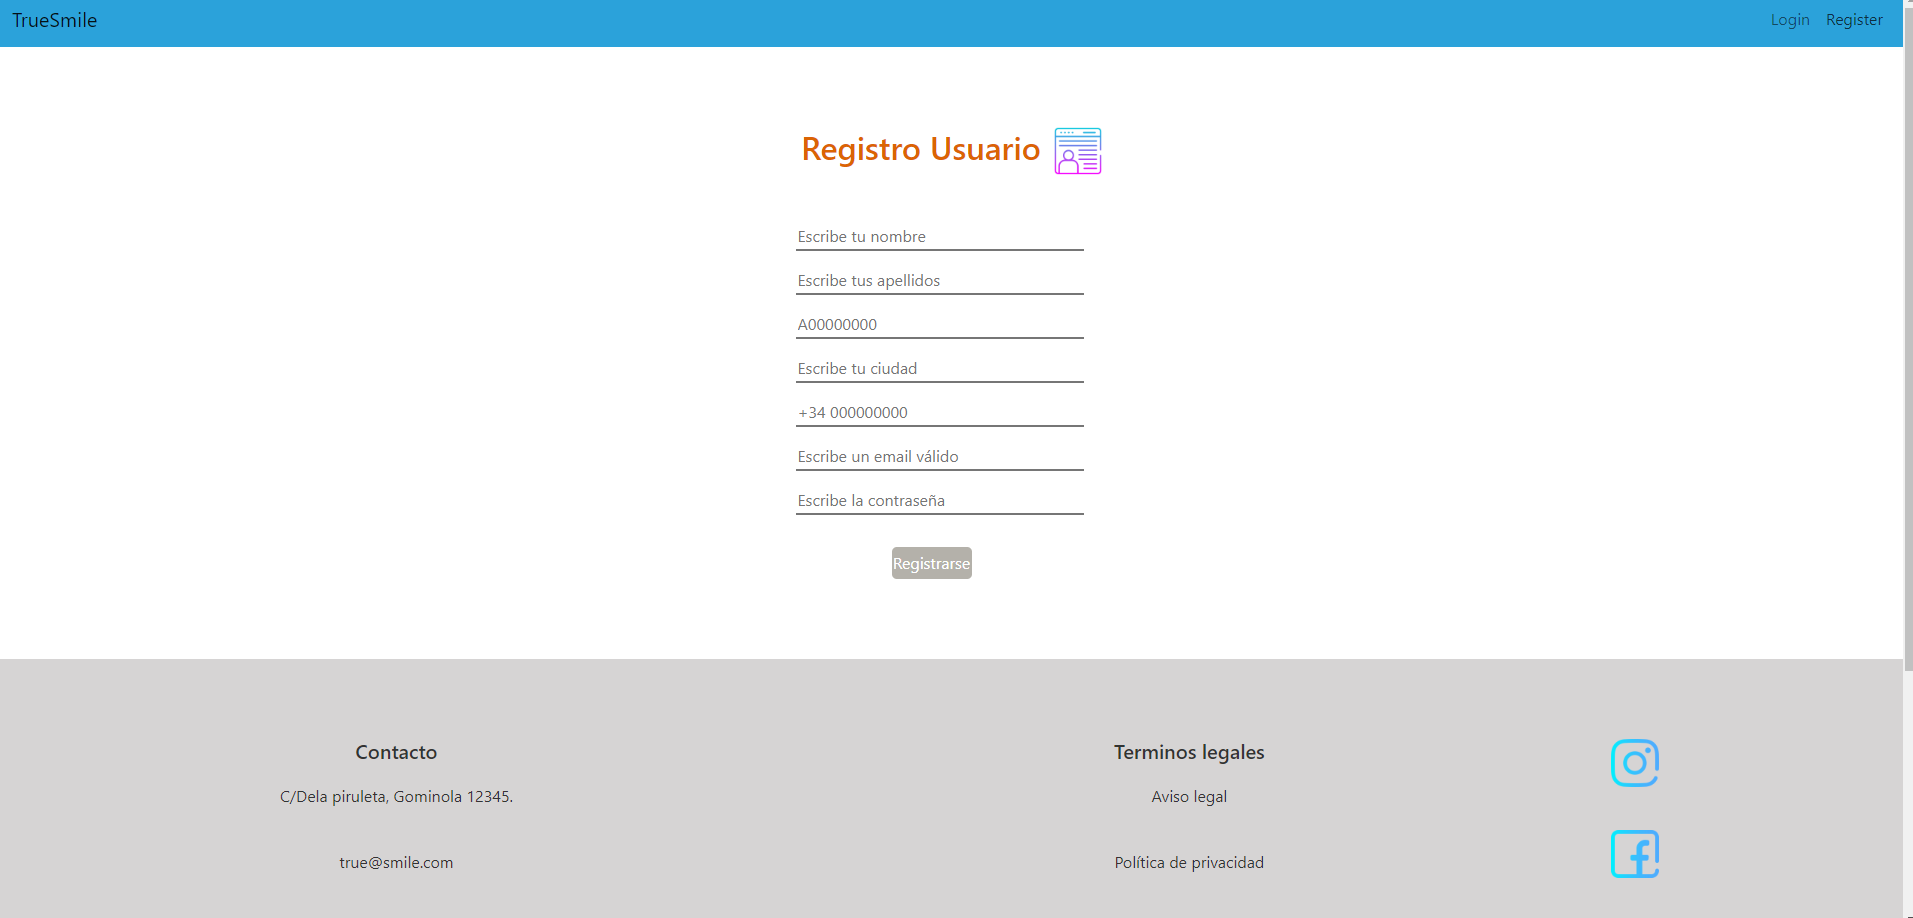 TrueSmile
Login Register
Registro Usuario
Escribe tu nombre
Escribe tus apellidos
A00000000
Escribe tu ciudad
+34 000000000
Escribe un email válido
Escribe la contraseña
Registrarse
Contacto
C/Dela piruleta, Gominola 12345.
true@smile.com
Terminos legales
Aviso legal
Política de privacidad